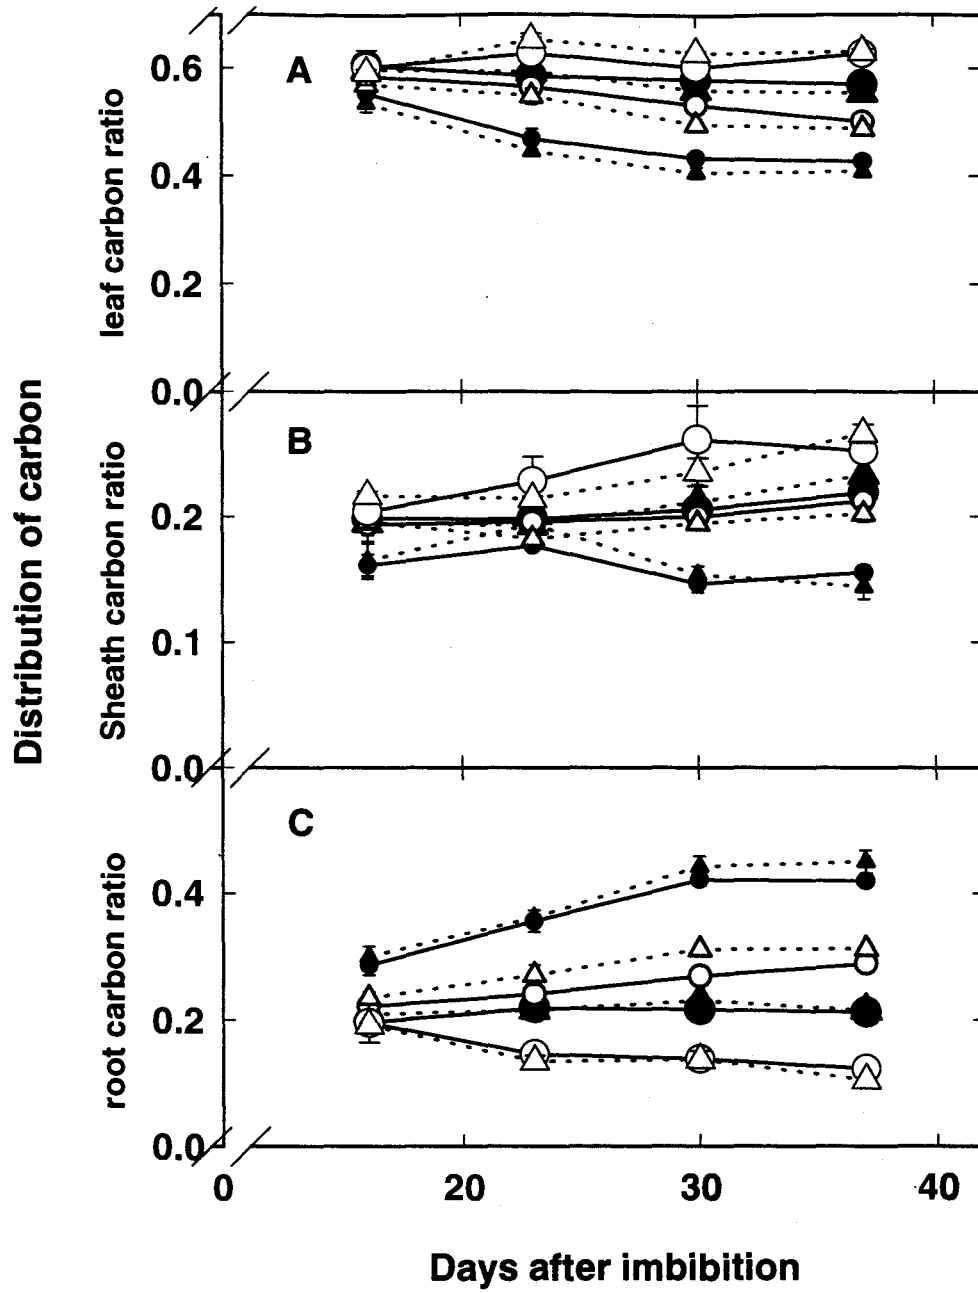 Distribution of carbon
leaf carbon ratio
0.6
A
0.4
0.2
0.0
Sheath carbon ratio
B
0.2
0.1
0.0
root carbon ratio
C
0.4
0.2
0.0
0 20 30 40
Days after imbibition